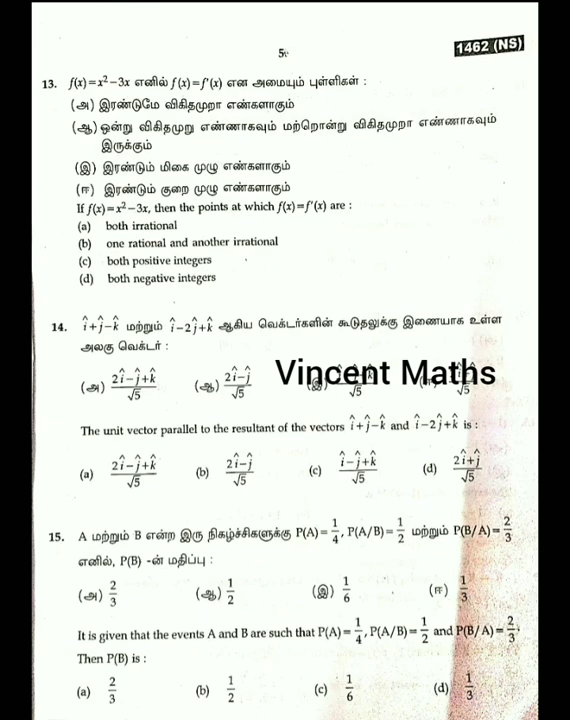 5
1462 (NS)
13. f(x)=x²−3x எனில் f(x)=f'(x) என அமையும் புள்ளிகள் :
(அ) இரண்டுமே விகிதமுறா எண்களாகும்
(ஆ) ஒன்று விகிதமுறு எண்ணாகவும் மற்றொன்று விகிதமுறா எண்ணாகவும்
இருக்கும்
(இ) இரண்டும் மிகை முழு எண்களாகும்
(ஈ) இரண்டும் குறை முழு எண்களாகும்
If f(x)=x²−3x, then the points at which f(x)=f'(x) are :
(a) both irrational
(b) one rational and another irrational
(c) both positive integers
(d) both negative integers
14. î+ĵ−k̂ மற்றும் î−2ĵ+k̂ ஆகிய வெக்டர்களின் கூடுதலுக்கு இணையாக உள்ள
அலகு வெக்டர் :
(அ) (2î−ĵ+k̂)/√5 (ஆ) (2î−ĵ)/√5 (இ) √5 √5
Vincent Maths
The unit vector parallel to the resultant of the vectors î+ĵ−k̂ and î−2ĵ+k̂ is :
(a) (2î−ĵ+k̂)/√5 (b) (2î−ĵ)/√5 (c) (î−ĵ+k̂)/√5 (d) (2î+ĵ)/√5
15. A மற்றும் B என்ற இரு நிகழ்ச்சிகளுக்கு P(A)=1/4, P(A/B)=1/2 மற்றும் P(B/A)=2/3
எனில், P(B) -ன் மதிப்பு :
(அ) 2/3 (ஆ) 1/2 (இ) 1/6 (ஈ) 1/3
It is given that the events A and B are such that P(A)=1/4, P(A/B)=1/2 and P(B/A)=2/3.
Then P(B) is :
(a) 2/3 (b) 1/2 (c) 1/6 (d) 1/3